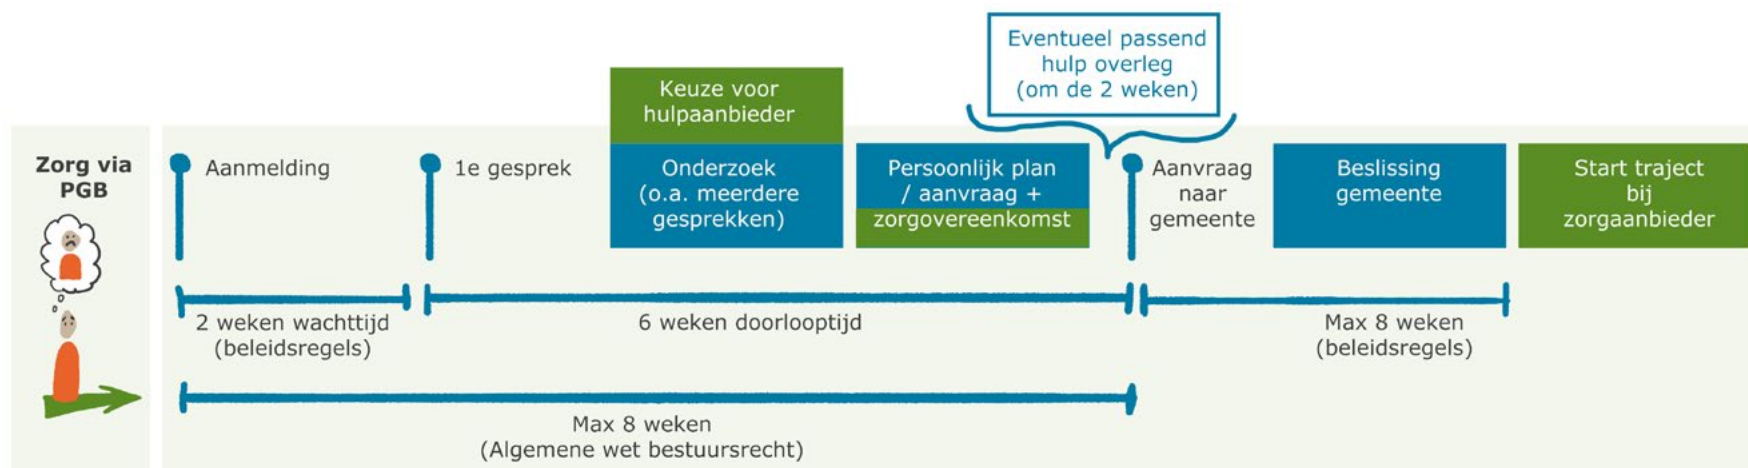 Eventueel passend
hulp overleg
(om de 2 weken)
Keuze voor
hulpaanbieder
Zorg via
PGB
Aanmelding
1e gesprek
Onderzoek
(o.a. meerdere
gesprekken)
Persoonlijk plan
/ aanvraag +
zorgovereenkomst
Aanvraag
naar
gemeente
Beslissing
gemeente
Start traject
bij
zorgaanbieder
2 weken wachttijd
(beleidsregels)
6 weken doorlooptijd
Max 8 weken
(beleidsregels)
Max 8 weken
(Algemene wet bestuursrecht)